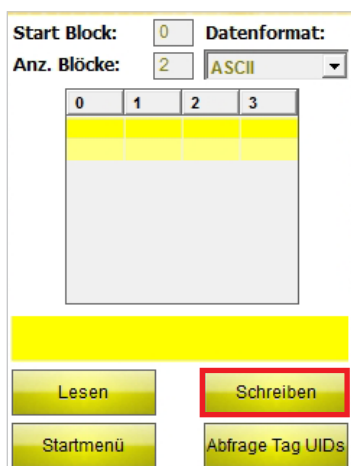 Start Block: 0 Datenformat:
Anz. Blöcke: 2 ASCII
0 1 2 3
Lesen Schreiben
Startmenü Abfrage Tag UIDs